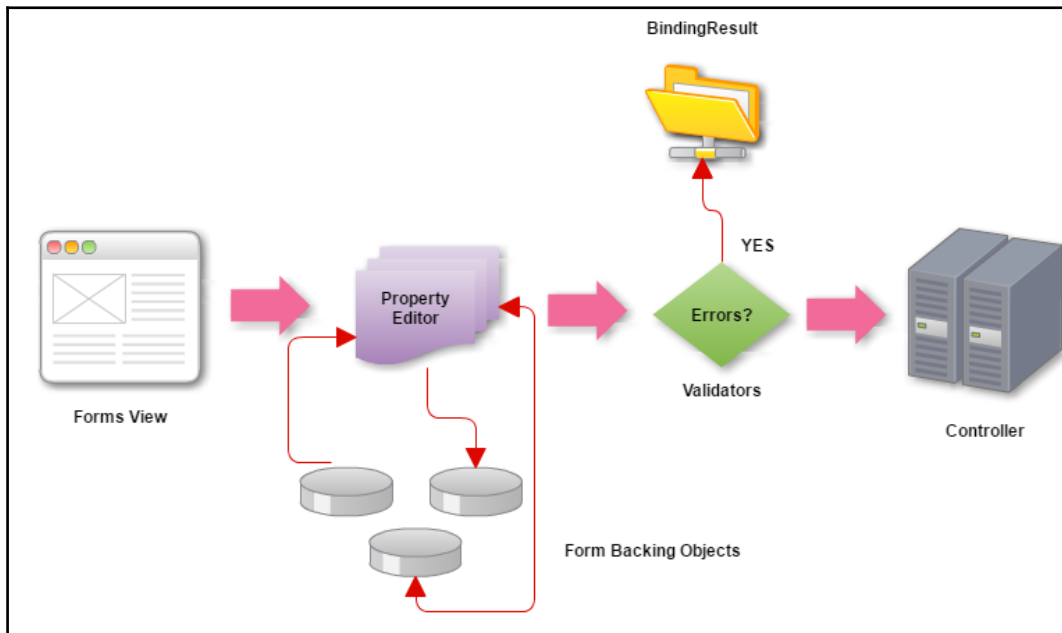 BindingResult
YES
Property
Editor
Errors?
Forms View
Validators
Controller
Form Backing Objects